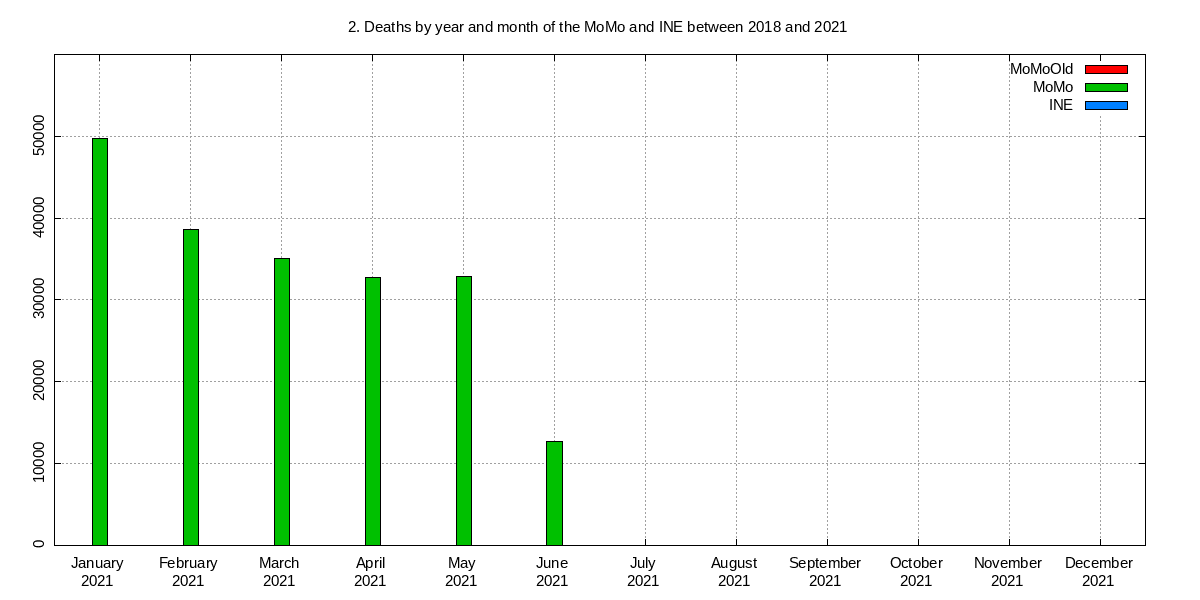 2. Deaths by year and month of the MoMo and INE between 2018 and 2021
MoMoOld
MoMo
INE
50000
40000
30000
20000
10000
0
January February March April May June July August September October November December
2021 2021 2021 2021 2021 2021 2021 2021 2021 2021 2021 2021